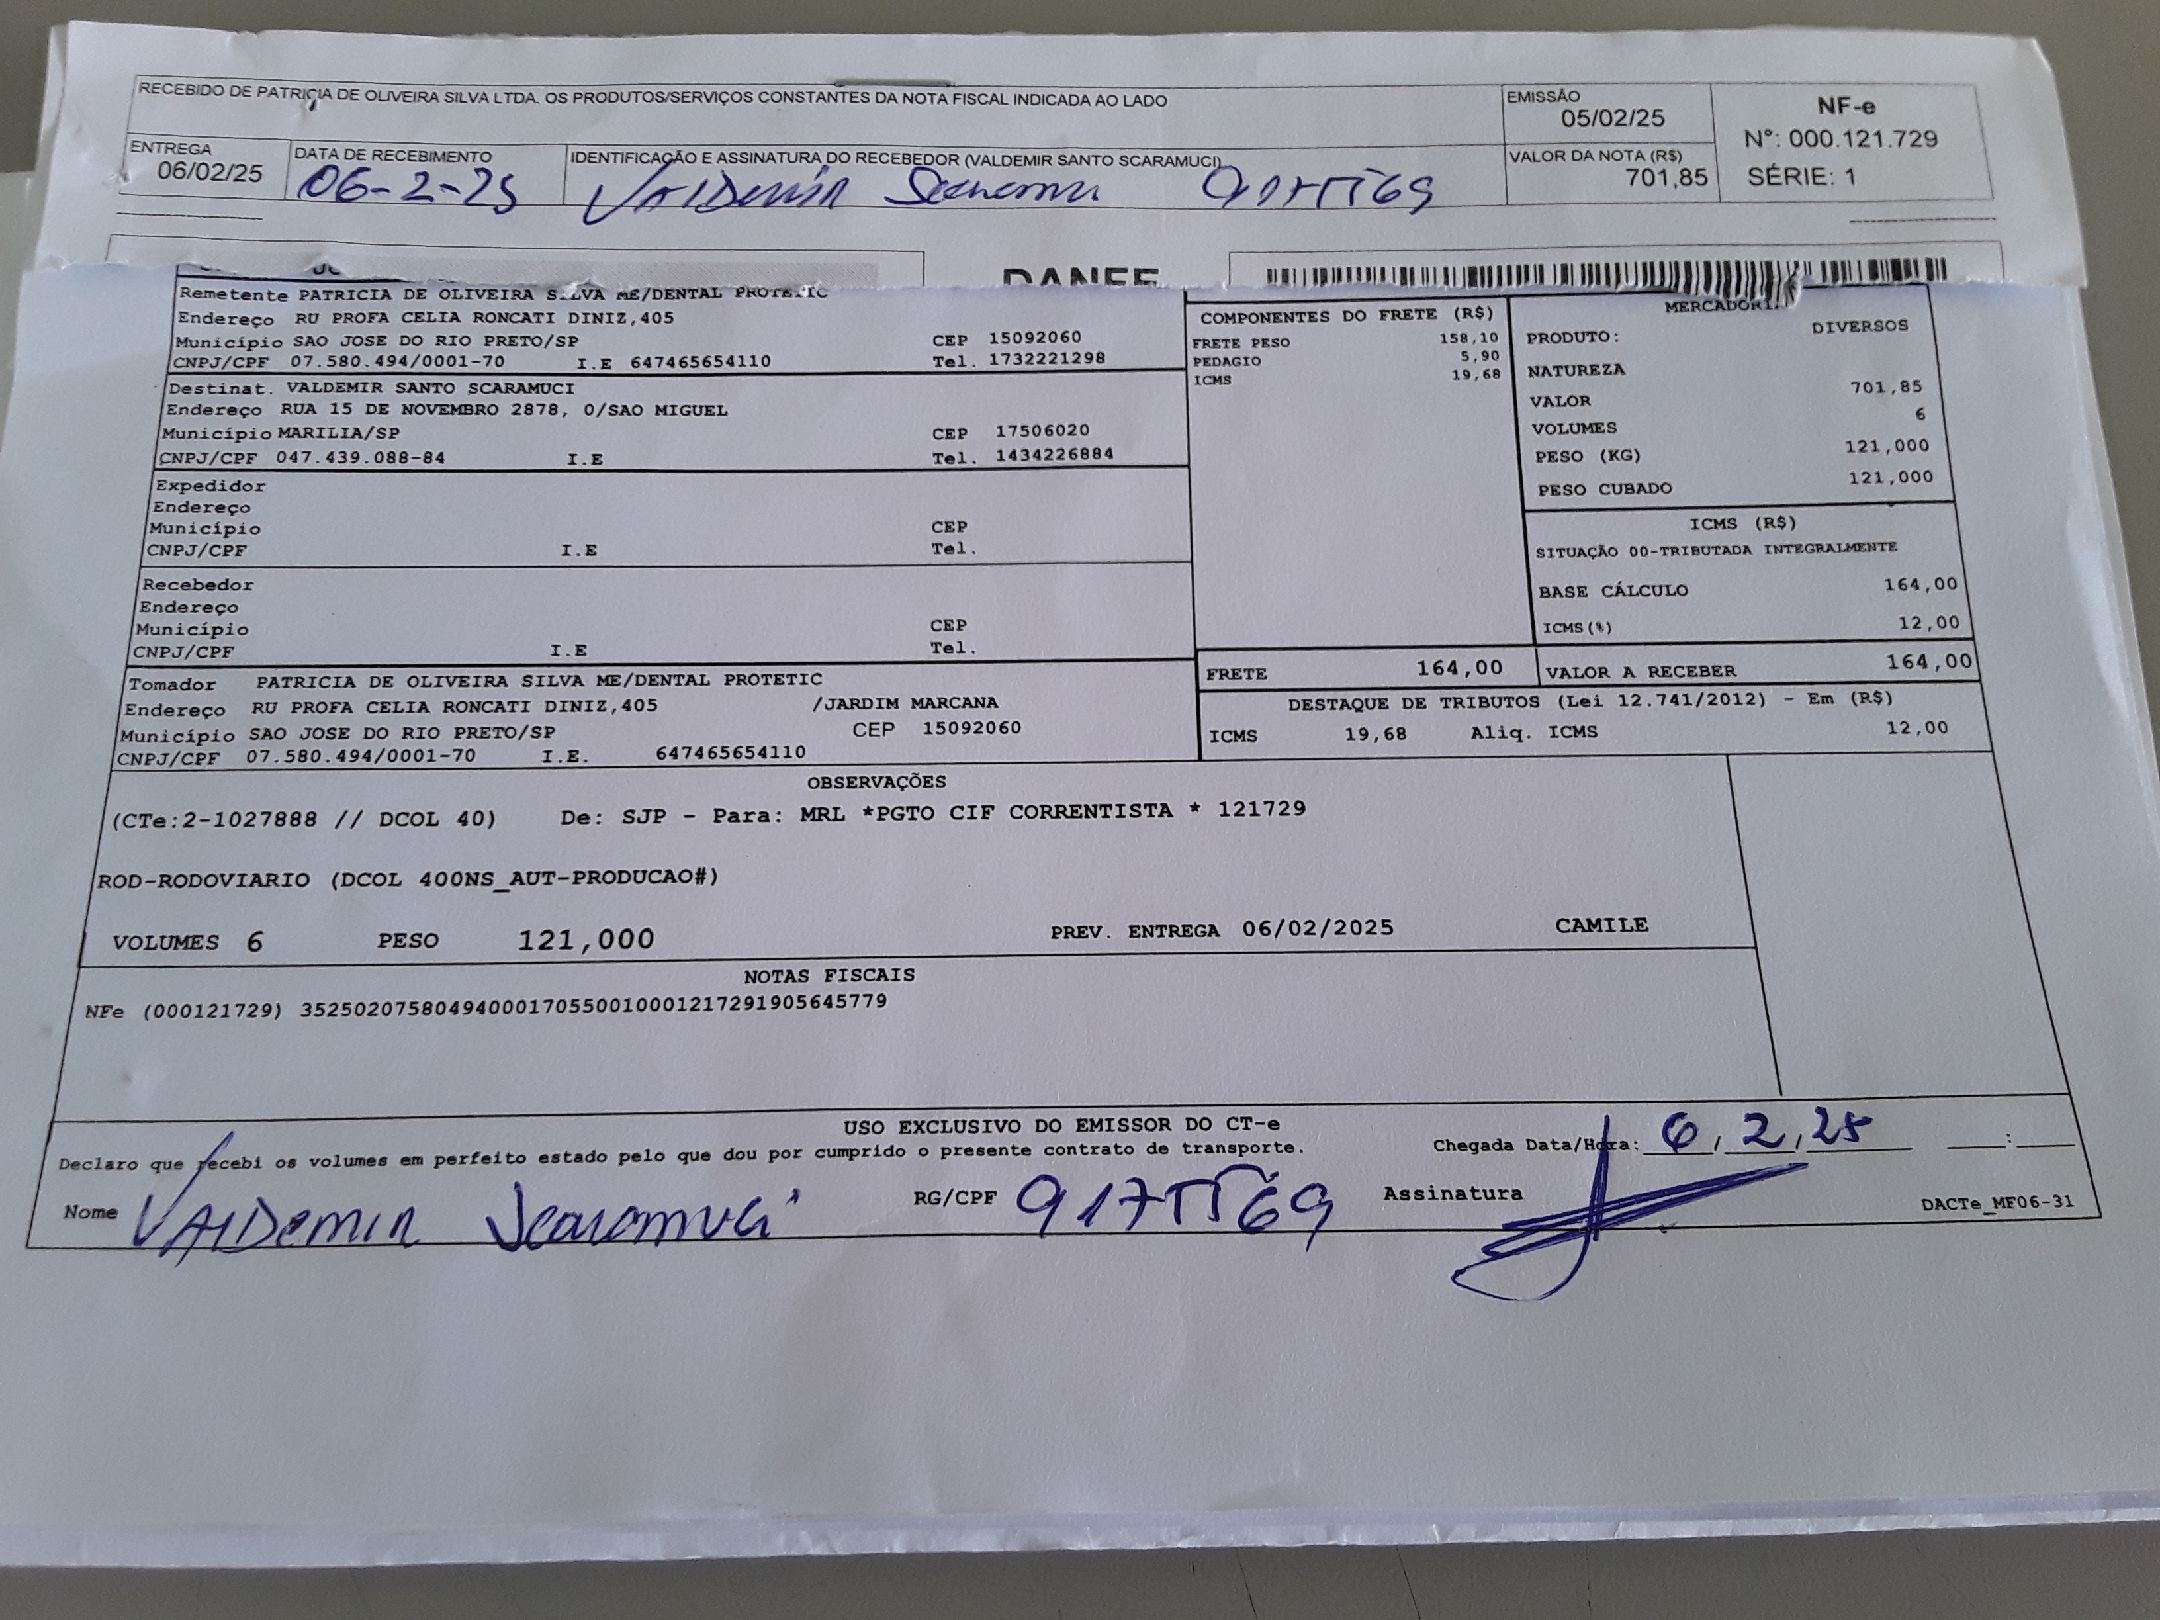 RECEBIDO DE PATRICIA DE OLIVEIRA SILVA LTDA. OS PRODUTOS/SERVIÇOS CONSTANTES DA NOTA FISCAL INDICADA AO LADO
EMISSÃO
05/02/25
NF-e
Nº: 000.121.729
SÉRIE: 1
ENTREGA
06/02/25
DATA DE RECEBIMENTO
06-2-25
IDENTIFICAÇÃO E ASSINATURA DO RECEBEDOR (VALDEMIR SANTO SCARAMUCI)
VALDemir Scaramuci 9175569
VALOR DA NOTA (R$)
701,85
DANFE
Remetente PATRICIA DE OLIVEIRA SILVA ME/DENTAL PROTETIC
Endereço RU PROFA CELIA RONCATI DINIZ,405
Município SAO JOSE DO RIO PRETO/SP CEP 15092060
CNPJ/CPF 07.580.494/0001-70 I.E 647465654110 Tel. 1732221298
Destinat. VALDEMIR SANTO SCARAMUCI
Endereço RUA 15 DE NOVEMBRO 2878, 0/SAO MIGUEL
Município MARILIA/SP CEP 17506020
CNPJ/CPF 047.439.088-84 I.E Tel. 1434226884
Expedidor
Endereço
Município CEP
CNPJ/CPF I.E Tel.
Recebedor
Endereço
Município CEP
CNPJ/CPF I.E Tel.
Tomador PATRICIA DE OLIVEIRA SILVA ME/DENTAL PROTETIC
Endereço RU PROFA CELIA RONCATI DINIZ,405 /JARDIM MARCANA
Município SAO JOSE DO RIO PRETO/SP CEP 15092060
CNPJ/CPF 07.580.494/0001-70 I.E. 647465654110
COMPONENTES DO FRETE (R$)
FRETE PESO 158,10
PEDAGIO 5,90
ICMS 19,68
PRODUTO: DIVERSOS
NATUREZA
VALOR 701,85
VOLUMES 6
PESO (KG) 121,000
PESO CUBADO 121,000
ICMS (R$)
SITUAÇÃO 00-TRIBUTADA INTEGRALMENTE
BASE CÁLCULO 164,00
ICMS(%) 12,00
FRETE 164,00 VALOR A RECEBER 164,00
DESTAQUE DE TRIBUTOS (Lei 12.741/2012) - Em (R$)
ICMS 19,68 Aliq. ICMS 12,00
OBSERVAÇÕES
(CTe:2-1027888 // DCOL 40) De: SJP - Para: MRL *PGTO CIF CORRENTISTA * 121729
ROD-RODOVIARIO (DCOL 400NS_AUT-PRODUCAO#)
VOLUMES 6 PESO 121,000 PREV. ENTREGA 06/02/2025 CAMILE
NOTAS FISCAIS
NFe (000121729) 35250207580494000170550010001217291905645779
USO EXCLUSIVO DO EMISSOR DO CT-e
Declaro que recebi os volumes em perfeito estado pelo que dou por cumprido o presente contrato de transporte.
Chegada Data/Hora: 6/2/25 :
Nome VALDemir Scaramuci RG/CPF 9175569 Assinatura
DACTe_MF06-31